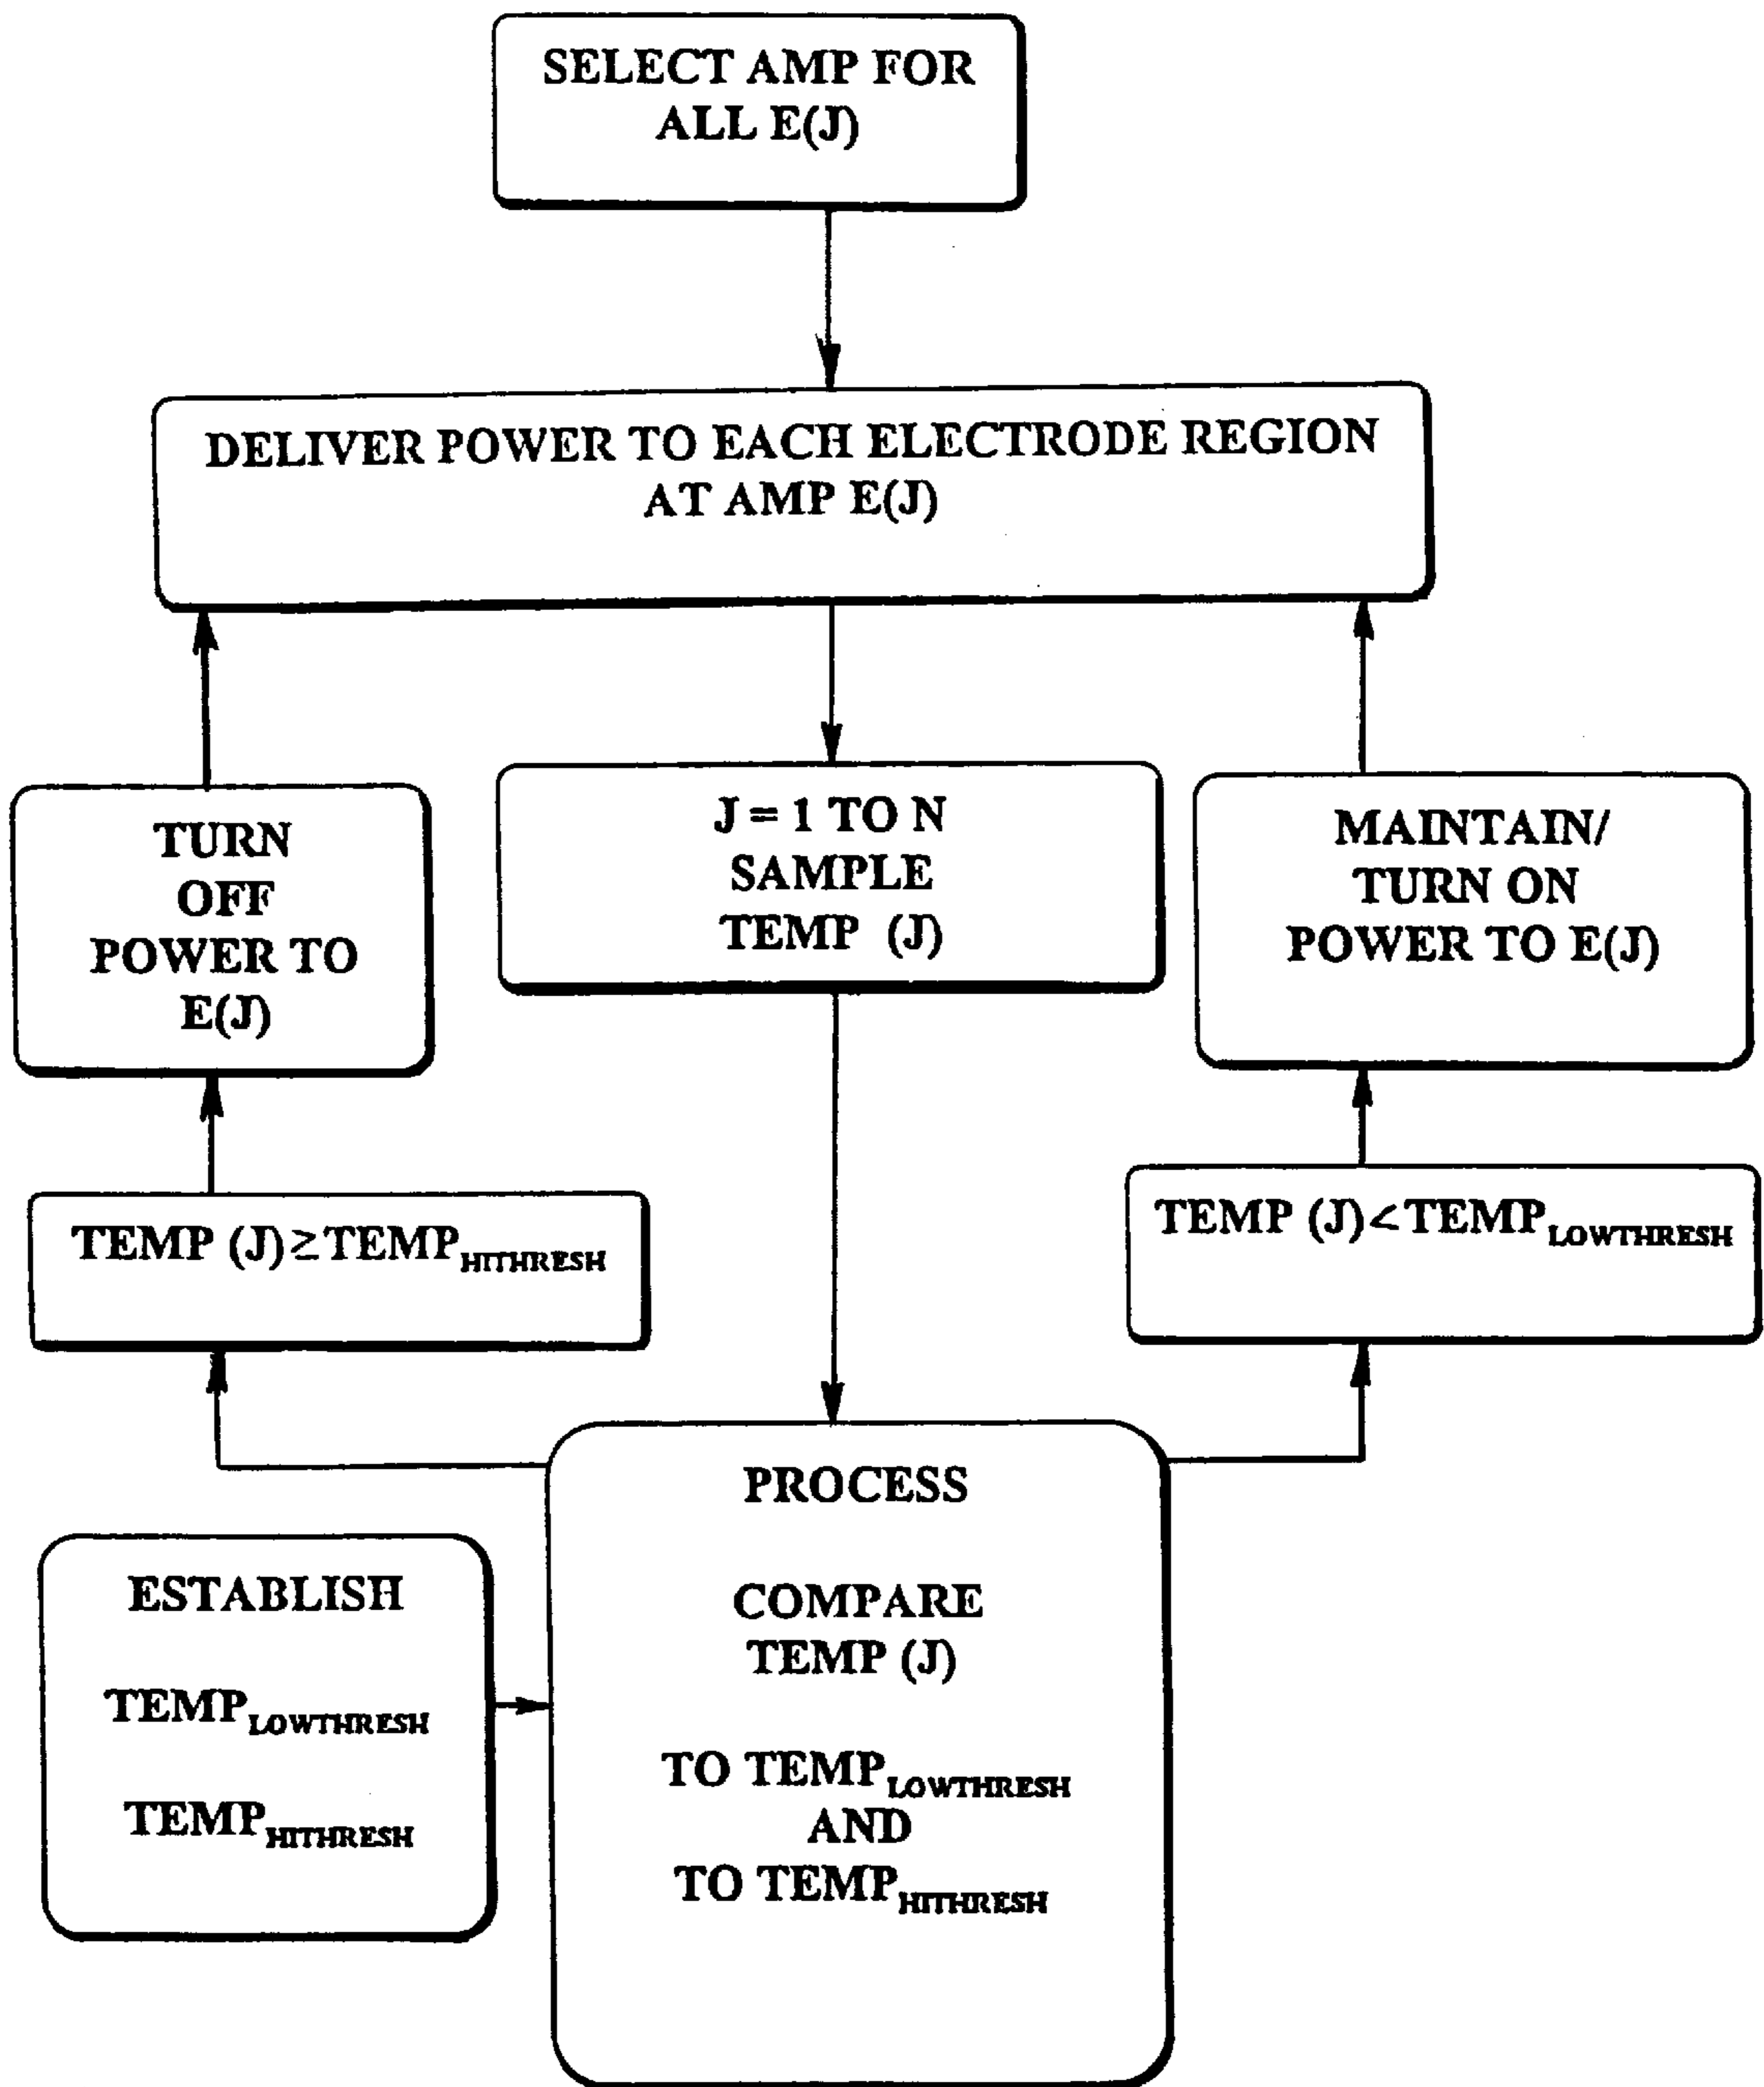 SELECT AMP FOR
ALL E(J)
DELIVER POWER TO EACH ELECTRODE REGION
AT AMP E(J)
TURN
OFF
POWER TO
E(J)
J = 1 TO N
SAMPLE
TEMP (J)
MAINTAIN/
TURN ON
POWER TO E(J)
TEMP (J) ≥ TEMP HITHRESH
TEMP (J) < TEMP LOWTHRESH
ESTABLISH
TEMP LOWTHRESH
TEMP HITHRESH
PROCESS
COMPARE
TEMP (J)
TO TEMP LOWTHRESH
AND
TO TEMP HITHRESH